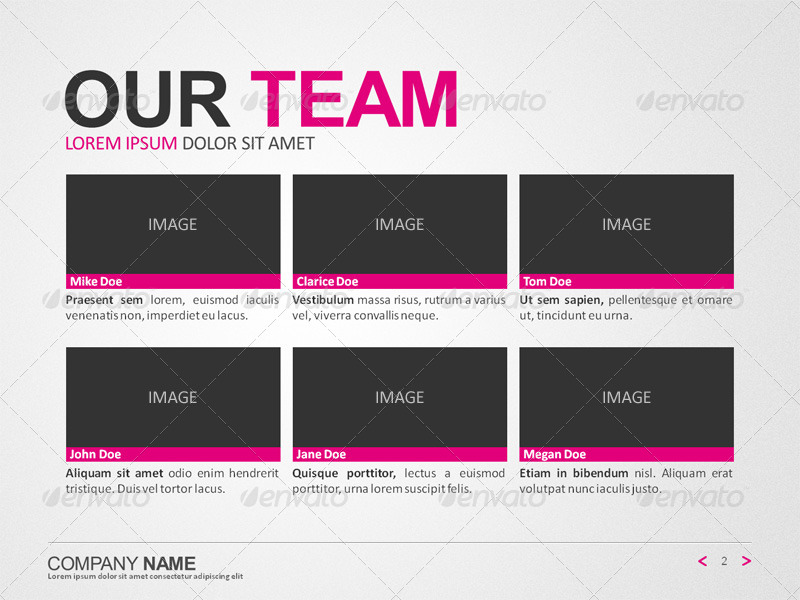 OUR TEAM
LOREM IPSUM DOLOR SIT AMET
IMAGE
IMAGE
IMAGE
Mike Doe
Clarice Doe
Tom Doe
Praesent sem lorem, euismod iaculis
venenatis non, imperdiet eu lacus.
Vestibulum massa risus, rutrum a varius
vel, viverra convallis neque.
Ut sem sapien, pellentesque et ornare
ut, tincidunt eu urna.
IMAGE
IMAGE
IMAGE
John Doe
Jane Doe
Megan Doe
Aliquam sit amet odio enim hendrerit
tristique. Duis vel tortor lacus.
Quisque porttitor, lectus a euismod
porttitor, urna lorem suscipit felis.
Etiam in bibendum nisl. Aliquam erat
volutpat nunc iaculis justo.
COMPANY NAME
Lorem ipsum dolor sit amet consectetur adipiscing elit
< 2 >
envato
envato
envato
envato
envato
envato
envato
envato
envato
envato
envato
envato